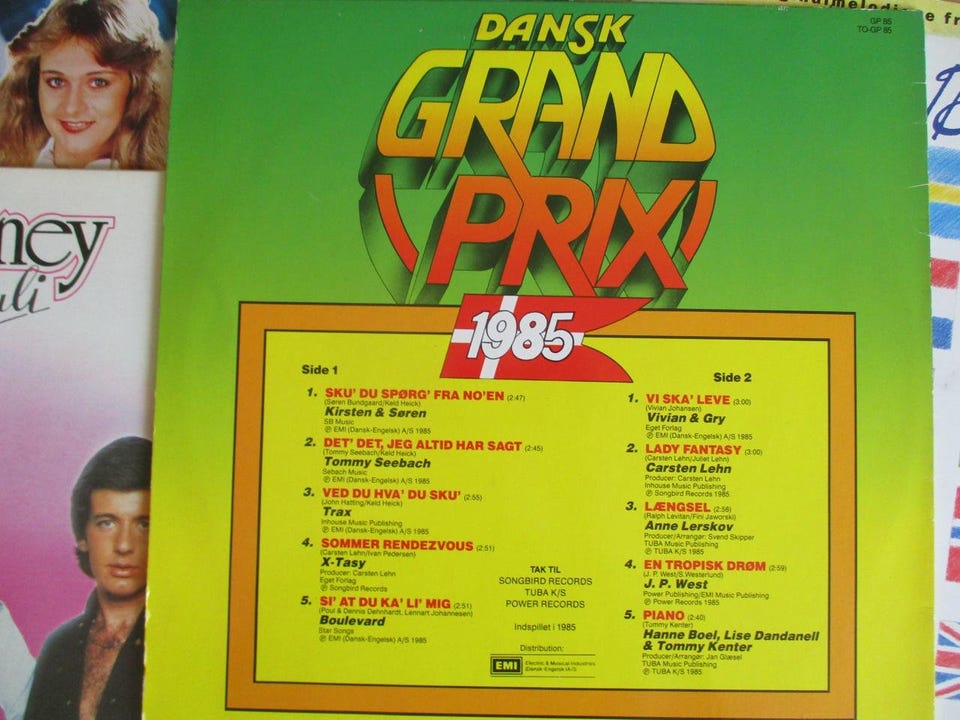 ney
uli
GP 85
TO-GP 85
DANSK
GRAND
PRIX
1985
Side 1
1. SKU' DU SPØRG' FRA NO'EN (2:47)
(Søren Bundgaard/Keld Heick)
Kirsten & Søren
SB Music
℗ EMI (Dansk-Engelsk) A/S 1985
2. DET' DET, JEG ALTID HAR SAGT (2:45)
(Tommy Seebach/Keld Heick)
Tommy Seebach
Sebach Music
℗ EMI (Dansk-Engelsk) A/S 1985
3. VED DU HVA' DU SKU' (2:55)
(John Hatting/Keld Heick)
Trax
Inhouse Music Publishing
℗ EMI (Dansk-Engelsk) A/S 1985
4. SOMMER RENDEZVOUS (2:51)
(Carsten Lehn/Ivan Pedersen)
X-Tasy
Producer: Carsten Lehn
Eget Forlag
℗ Songbird Records
5. SI' AT DU KA' LI' MIG (2:51)
(Poul & Dennis Dehnhardt, Lennart Johannesen)
Boulevard
Star Songs
℗ EMI (Dansk-Engelsk) A/S 1985
TAK TIL
SONGBIRD RECORDS
TUBA K/S
POWER RECORDS
Indspillet i 1985
Distribution:
EMI Electric & Musical Industries
(Dansk-Engelsk A/S)
Side 2
1. VI SKA' LEVE (3:00)
(Vivian Johansen)
Vivian & Gry
Eget Forlag
℗ EMI (Dansk-Engelsk) A/S 1985
2. LADY FANTASY (3:00)
(Carsten Lehn/Juliet Lehn)
Carsten Lehn
Producer: Carsten Lehn
Inhouse Music Publishing
℗ Songbird Records 1985
3. LÆNGSEL (2:56)
(Ralph Levitan/Fini Jaworski)
Anne Lerskov
Producer/Arrangør: Svend Skipper
TUBA Music Publishing
℗ TUBA K/S 1985
4. EN TROPISK DRØM (2:59)
(J. P. West/S. Westerlund)
J. P. West
Power Publishing/EMI Music Publishing
℗ Power Records 1985
5. PIANO (2:40)
(Tommy Kenter)
Hanne Boel, Lise Dandanell
& Tommy Kenter
Producer/Arrangør: Jan Glæsel
TUBA Music Publishing
℗ TUBA K/S 1985